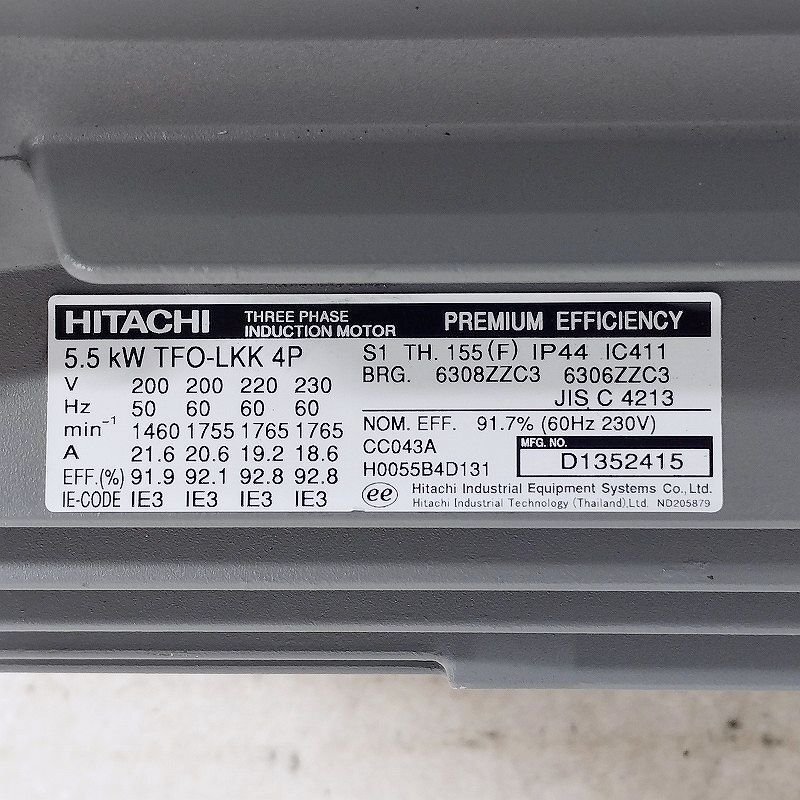 HITACHI THREE PHASE INDUCTION MOTOR PREMIUM EFFICIENCY
5.5 kW TFO-LKK 4P
V 200 200 220 230
Hz 50 60 60 60
min⁻¹ 1460 1755 1765 1765
A 21.6 20.6 19.2 18.6
EFF.(%) 91.9 92.1 92.8 92.8
IE-CODE IE3 IE3 IE3 IE3
S1 TH. 155(F) IP44 IC411
BRG. 6308ZZC3 6306ZZC3
JIS C 4213
NOM. EFF. 91.7% (60Hz 230V)
CC043A
H0055B4D131
MFG. NO.
D1352415
ee Hitachi Industrial Equipment Systems Co.,Ltd.
Hitachi Industrial Technology (Thailand),Ltd. ND205879